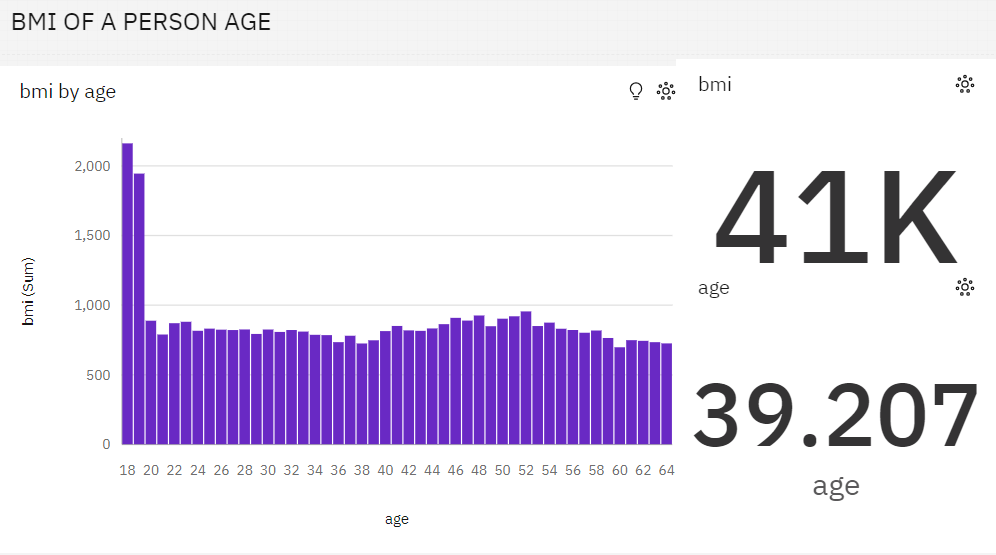 BMI OF A PERSON AGE
bmi by age
bmi (Sum)
2,000
1,500
1,000
500
0
18 20 22 24 26 28 30 32 34 36 38 40 42 44 46 48 50 52 54 56 58 60 62 64
age
bmi
41K
age
39.207
age